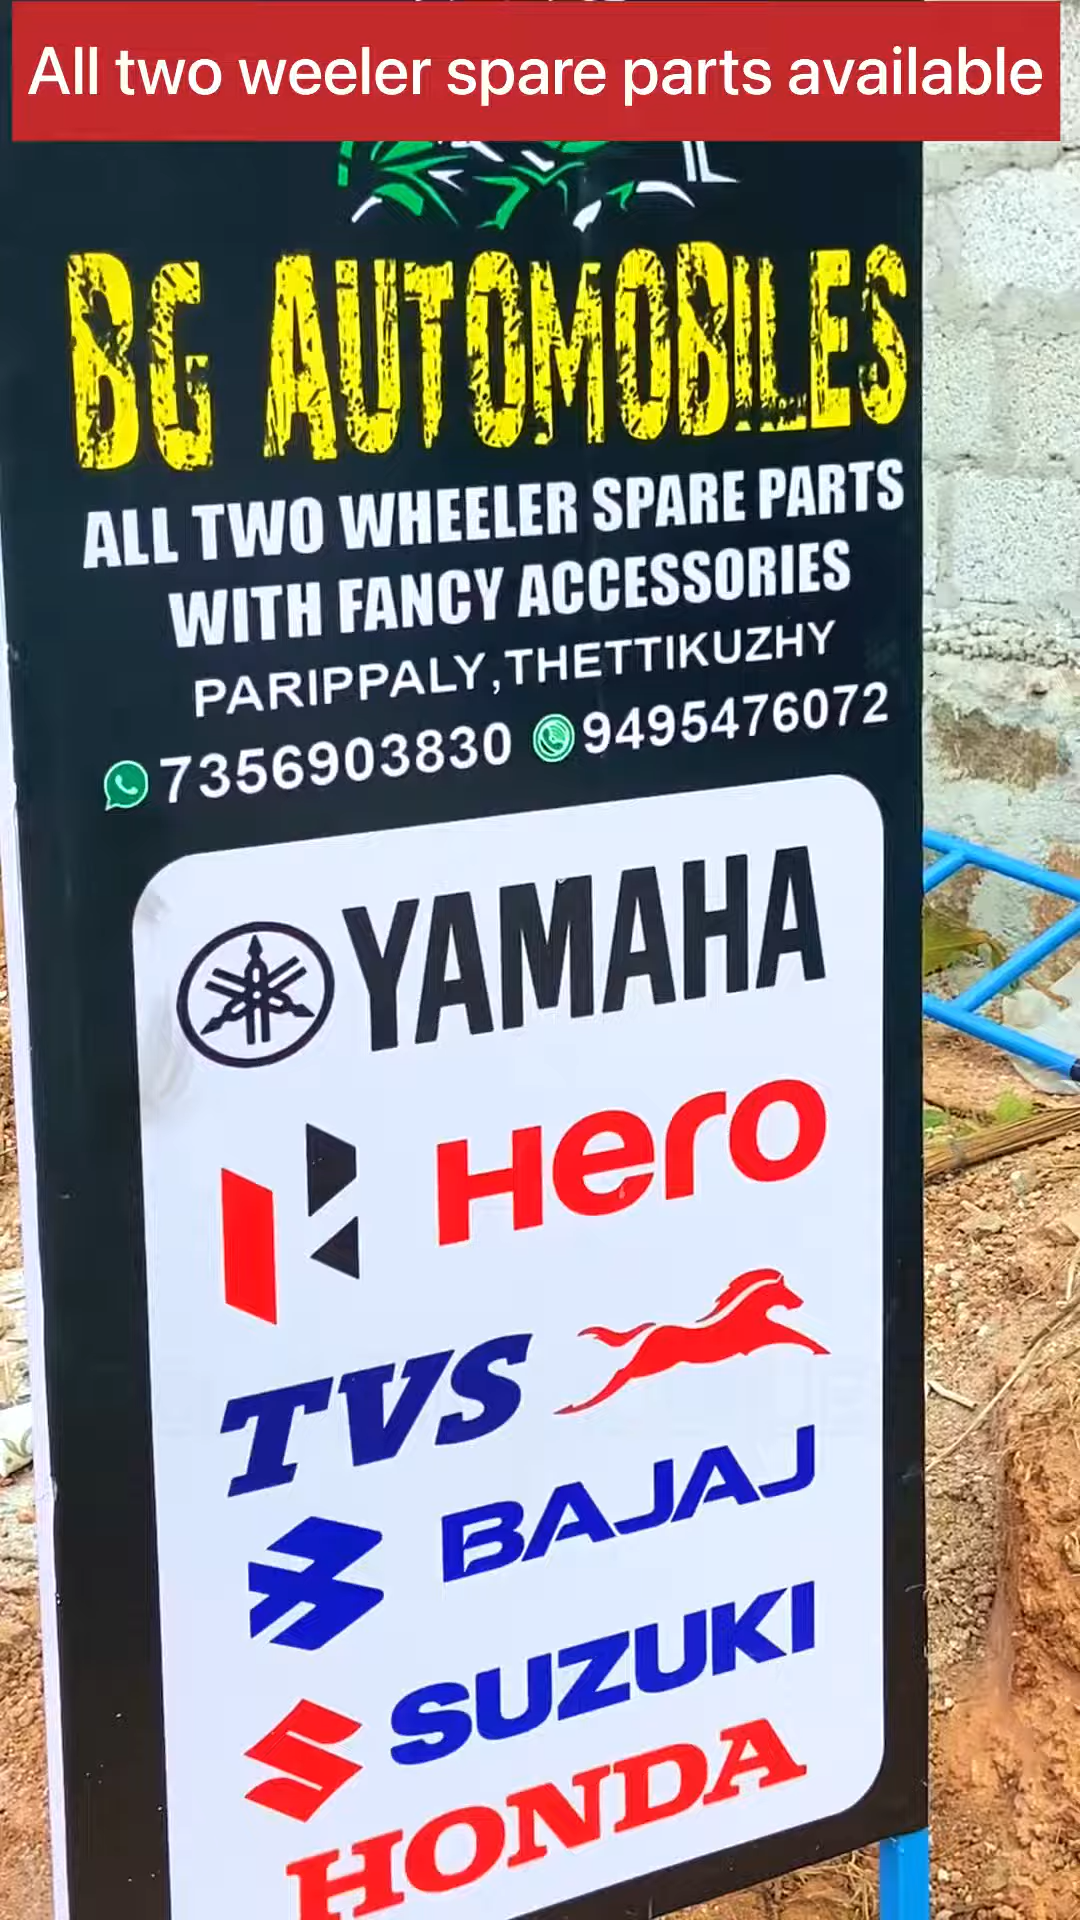 All two weeler spare parts available
BG AUTOMOBILES
ALL TWO WHEELER SPARE PARTS
WITH FANCY ACCESSORIES
PARIPPALY,THETTIKUZHY
7356903830 9495476072
YAMAHA
Hero
TVS
BAJAJ
SUZUKI
HONDA